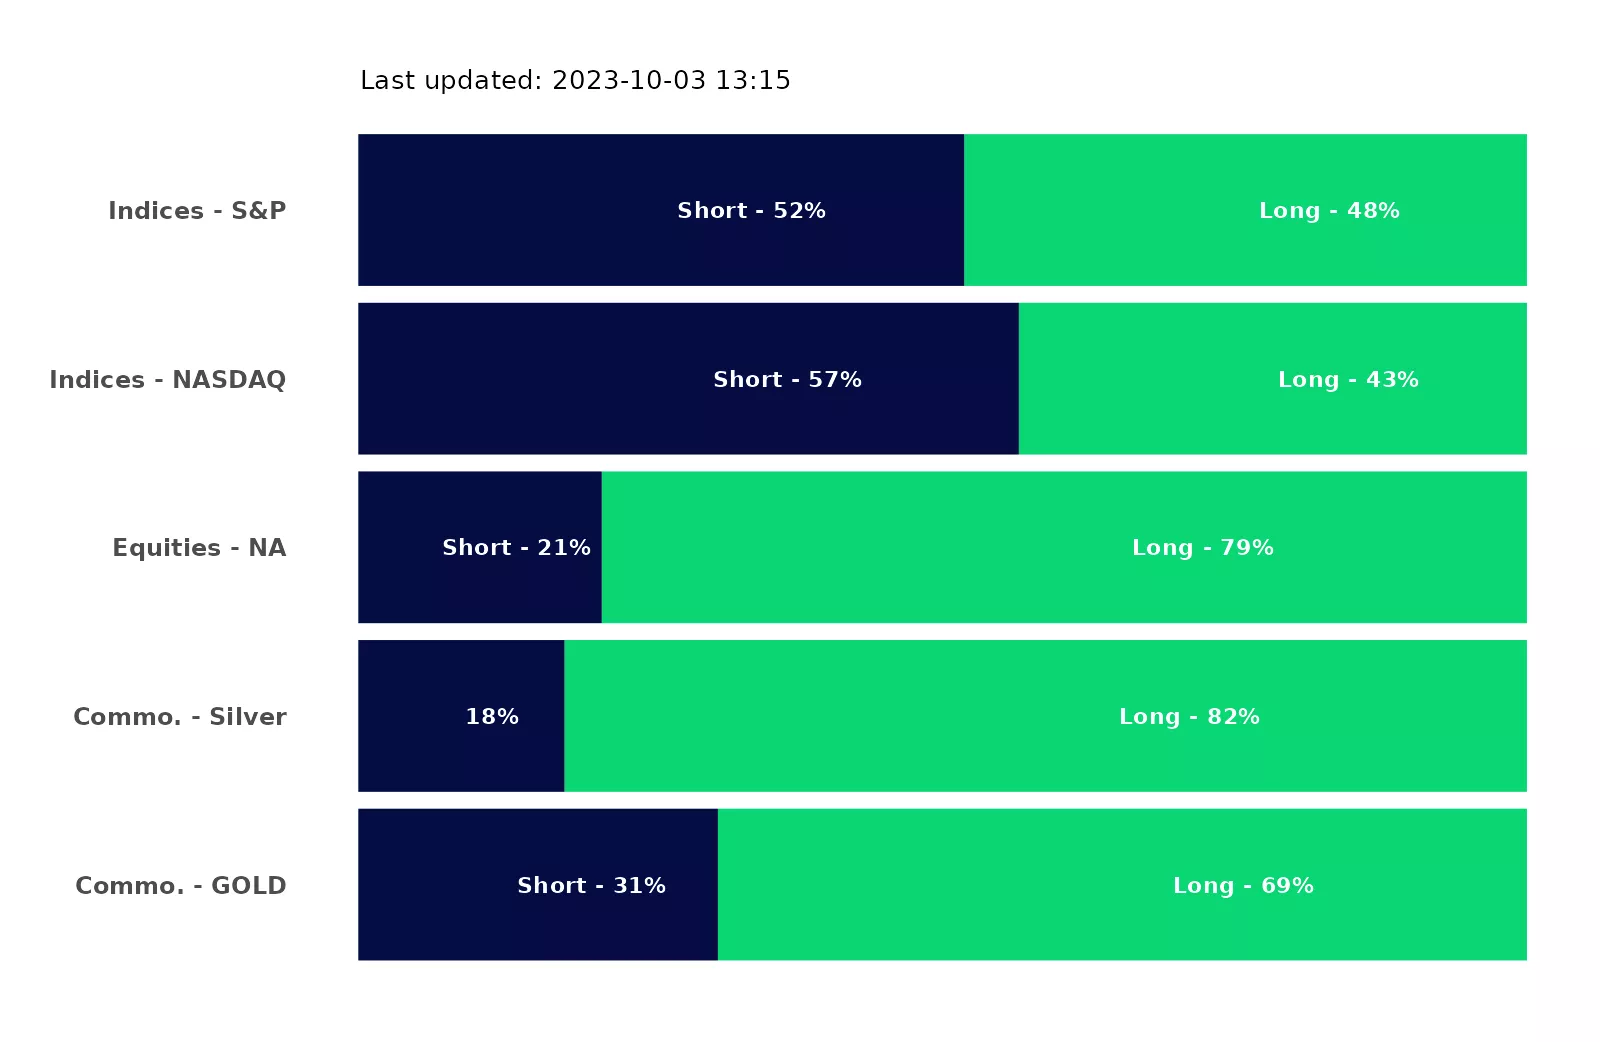 Last updated: 2023-10-03 13:15
Indices - S&P
Short - 52%
Long - 48%
Indices - NASDAQ
Short - 57%
Long - 43%
Equities - NA
Short - 21%
Long - 79%
Commo. - Silver
18%
Long - 82%
Commo. - GOLD
Short - 31%
Long - 69%